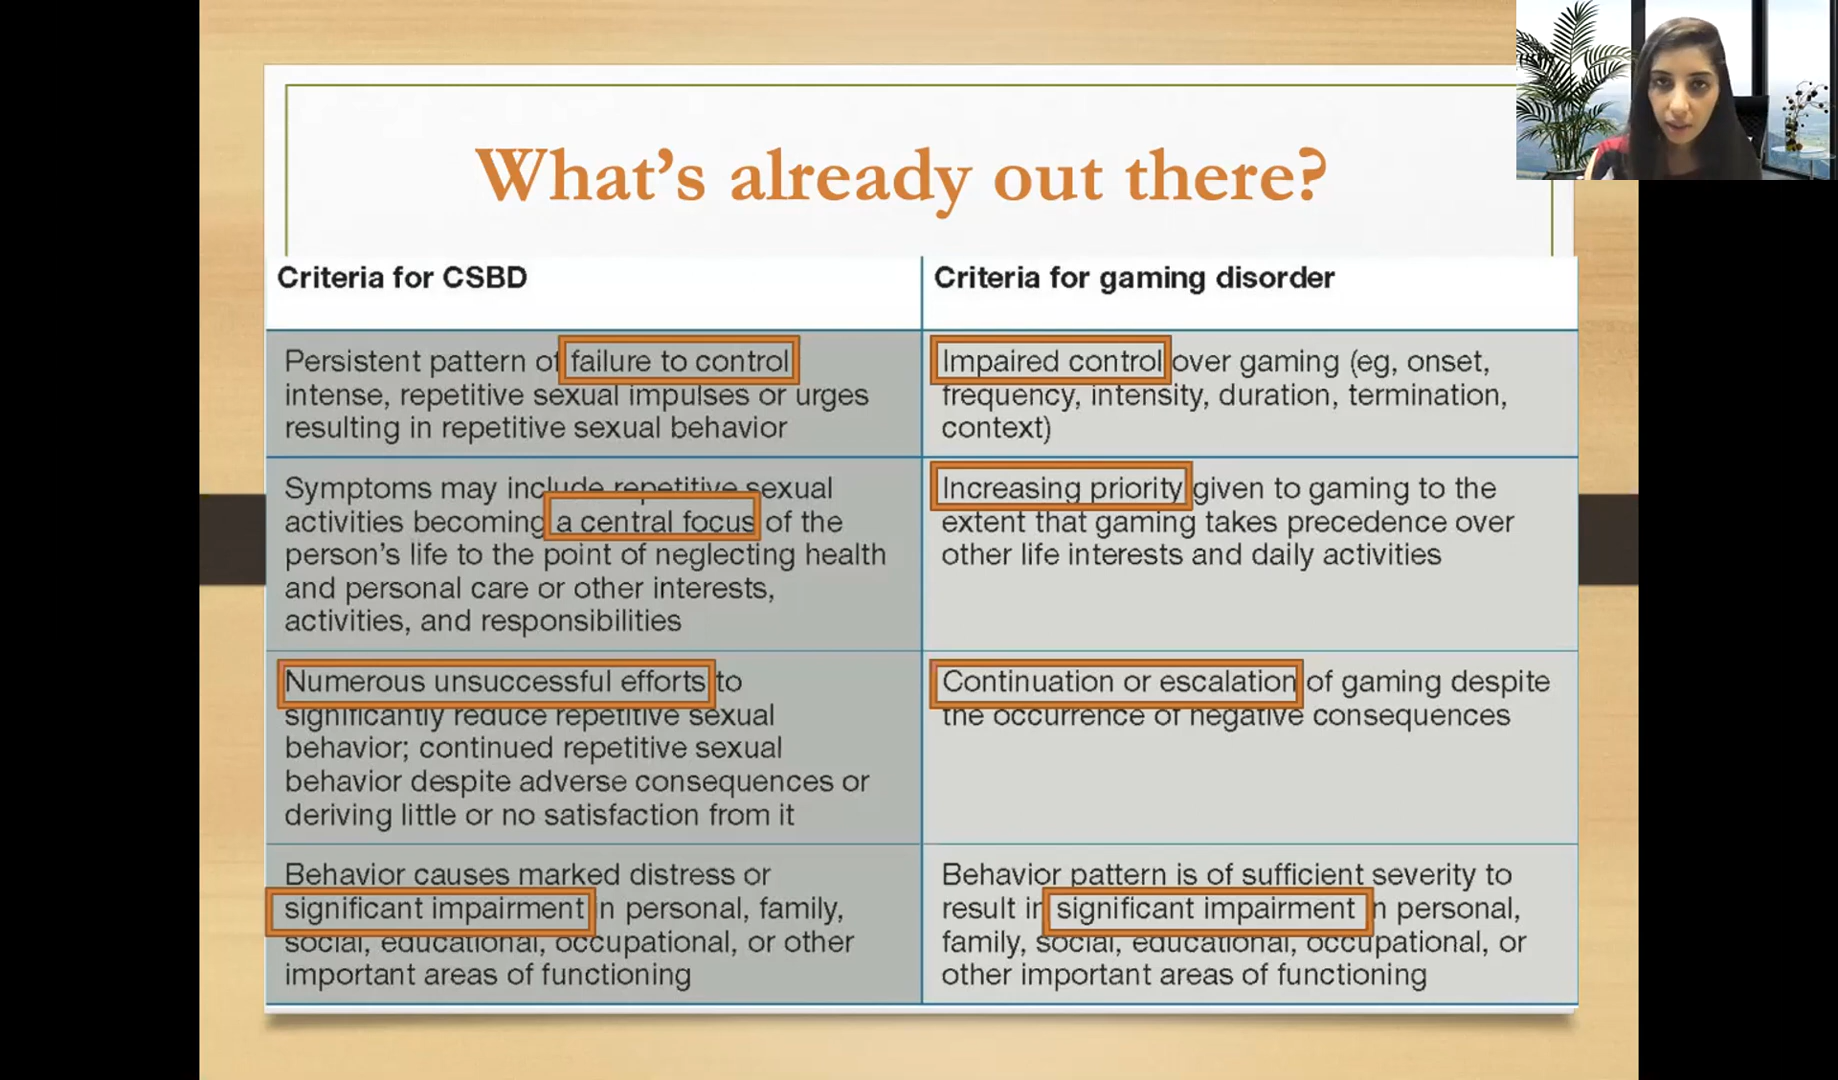 What's already out there?
Criteria for CSBD
Criteria for gaming disorder
Persistent pattern of failure to control
intense, repetitive sexual impulses or urges
resulting in repetitive sexual behavior
Impaired control over gaming (eg, onset,
frequency, intensity, duration, termination,
context)
Symptoms may include repetitive sexual
activities becoming a central focus of the
person's life to the point of neglecting health
and personal care or other interests,
activities, and responsibilities
Increasing priority given to gaming to the
extent that gaming takes precedence over
other life interests and daily activities
Numerous unsuccessful efforts to
significantly reduce repetitive sexual
behavior; continued repetitive sexual
behavior despite adverse consequences or
deriving little or no satisfaction from it
Continuation or escalation of gaming despite
the occurrence of negative consequences
Behavior causes marked distress or
significant impairment in personal, family,
social, educational, occupational, or other
important areas of functioning
Behavior pattern is of sufficient severity to
result in significant impairment in personal,
family, social, educational, occupational, or
other important areas of functioning